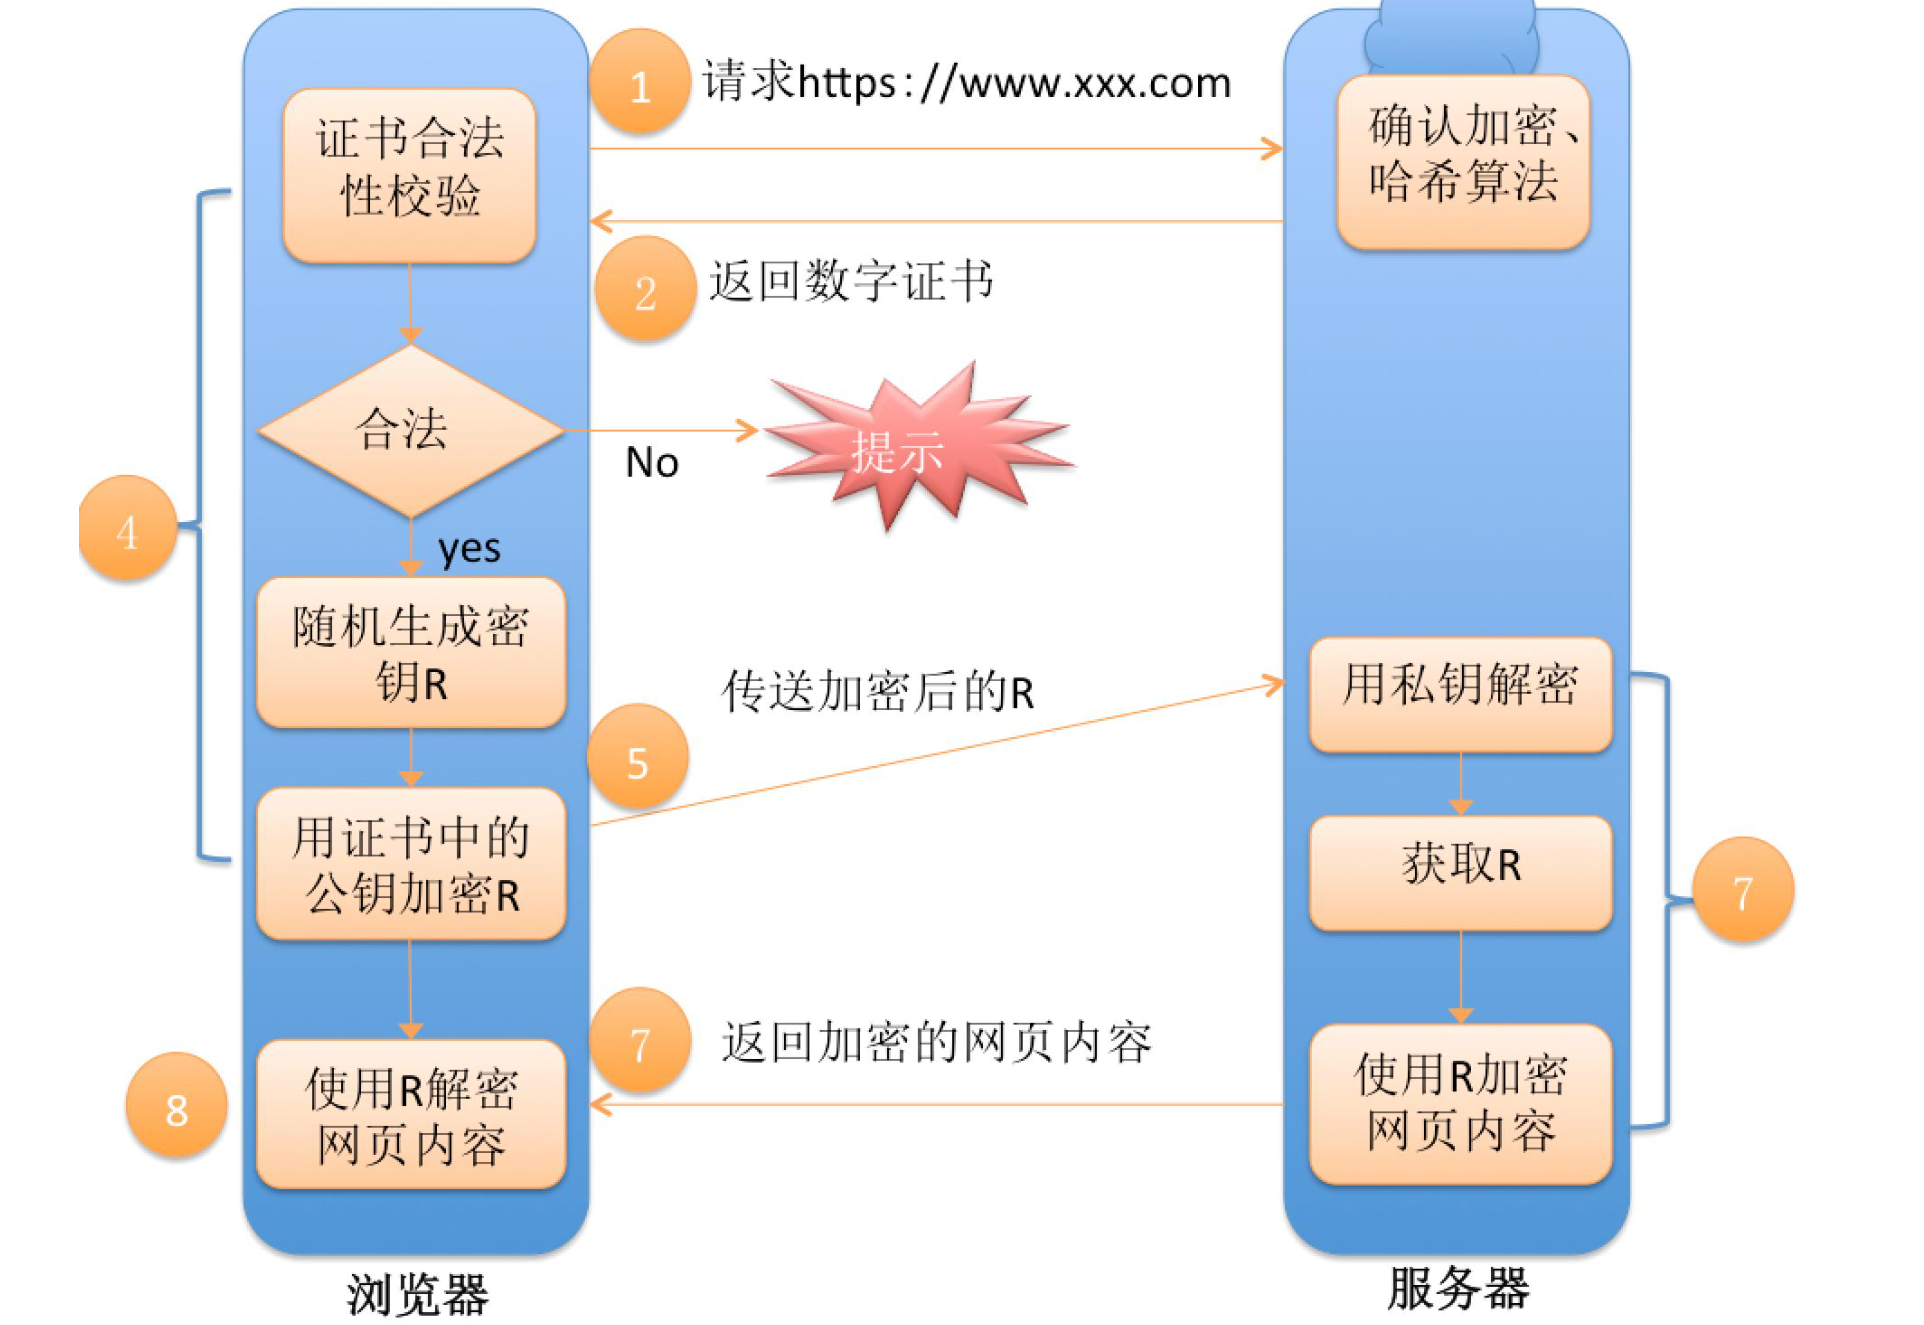 1
请求https://www.xxx.com
证书合法
性校验
确认加密、
哈希算法
2
返回数字证书
合法
No
提示
4
yes
随机生成密
钥R
传送加密后的R
用私钥解密
5
用证书中的
公钥加密R
获取R
7
7
返回加密的网页内容
8
使用R解密
网页内容
使用R加密
网页内容
浏览器
服务器